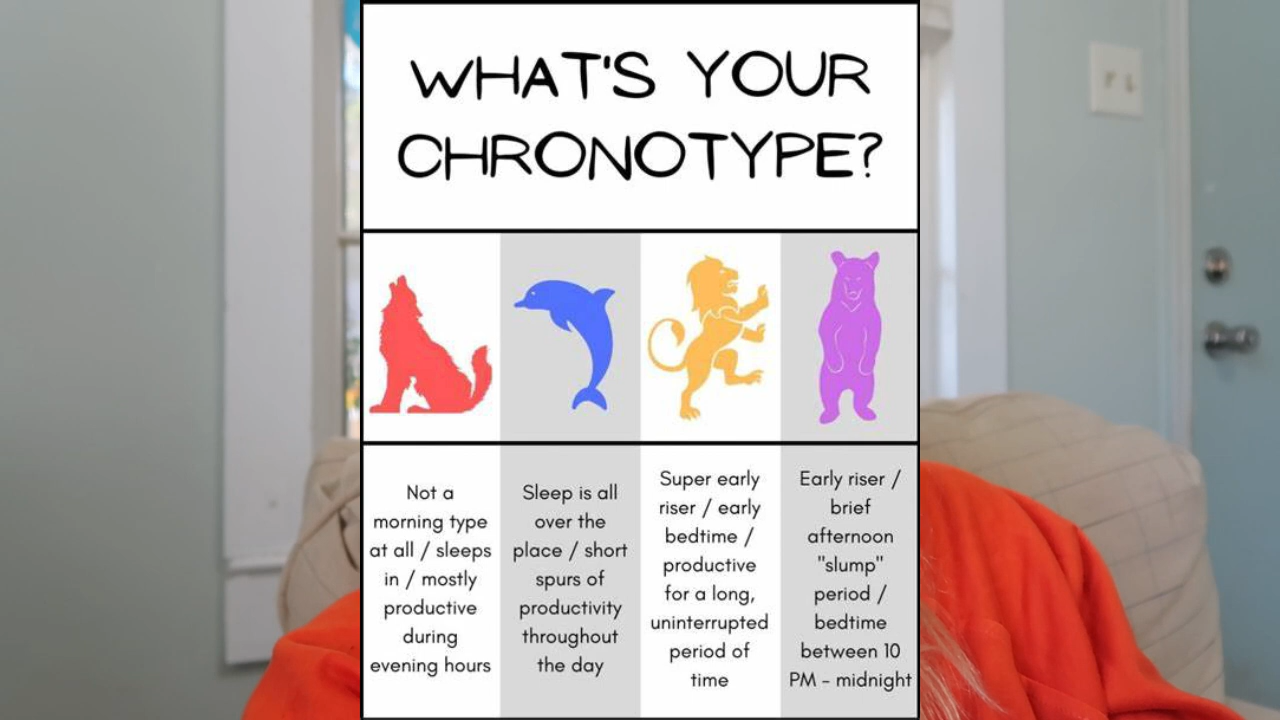 WHAT'S YOUR
CHRONOTYPE?
Not a
morning type
at all / sleeps
in / mostly
productive
during
evening hours
Sleep is all
over the
place / short
spurs of
productivity
throughout
the day
Super early
riser / early
bedtime /
productive
for a long,
uninterrupted
period of
time
Early riser /
brief
afternoon
"slump"
period /
bedtime
between 10
PM - midnight